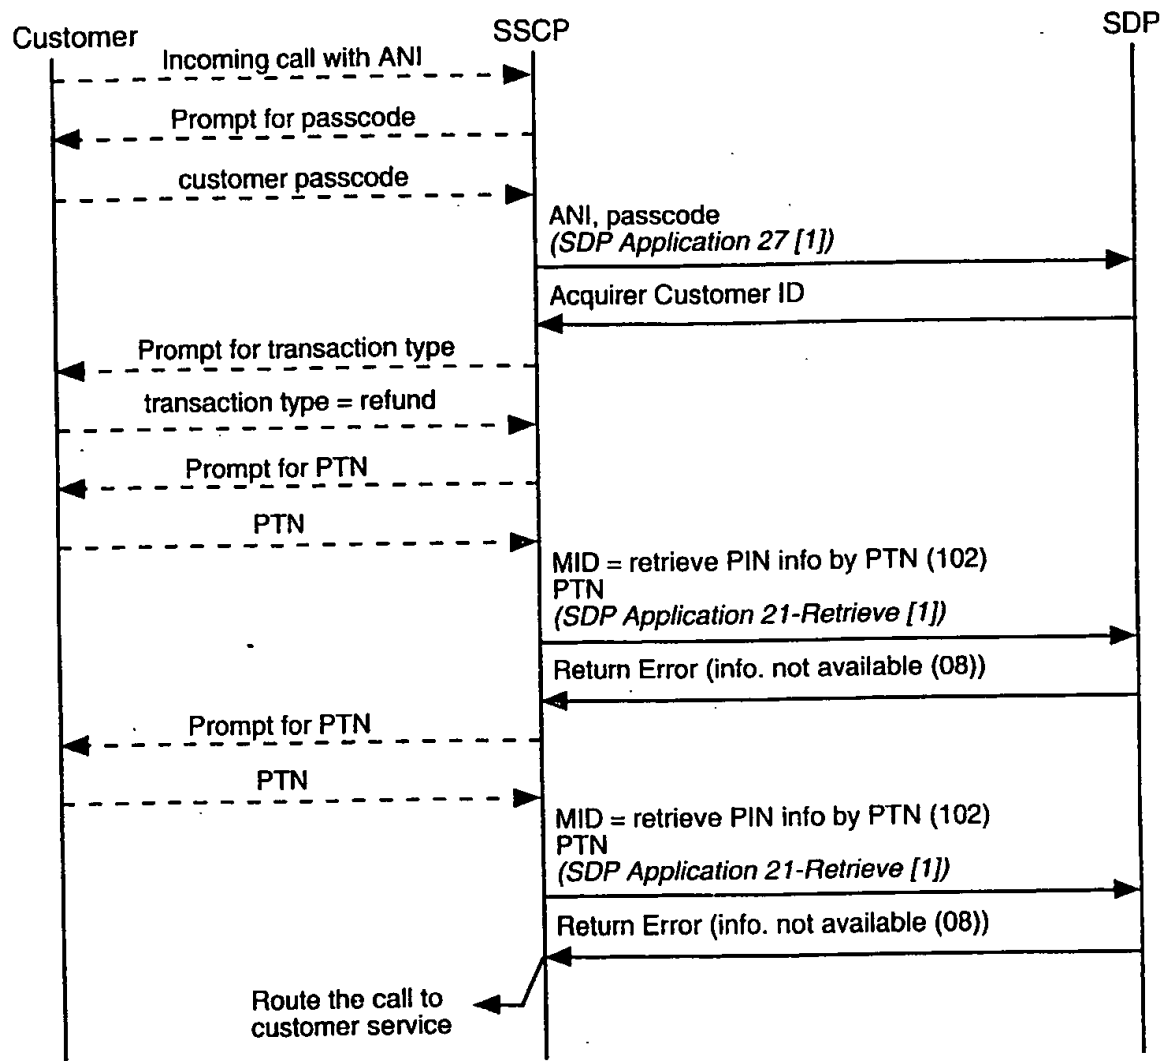 Customer
SSCP
SDP
Incoming call with ANI
Prompt for passcode
customer passcode
ANI, passcode
(SDP Application 27 [1])
Acquirer Customer ID
Prompt for transaction type
transaction type = refund
Prompt for PTN
PTN
MID = retrieve PIN info by PTN (102)
PTN
(SDP Application 21-Retrieve [1])
Return Error (info. not available (08))
Prompt for PTN
PTN
MID = retrieve PIN info by PTN (102)
PTN
(SDP Application 21-Retrieve [1])
Return Error (info. not available (08))
Route the call to
customer service